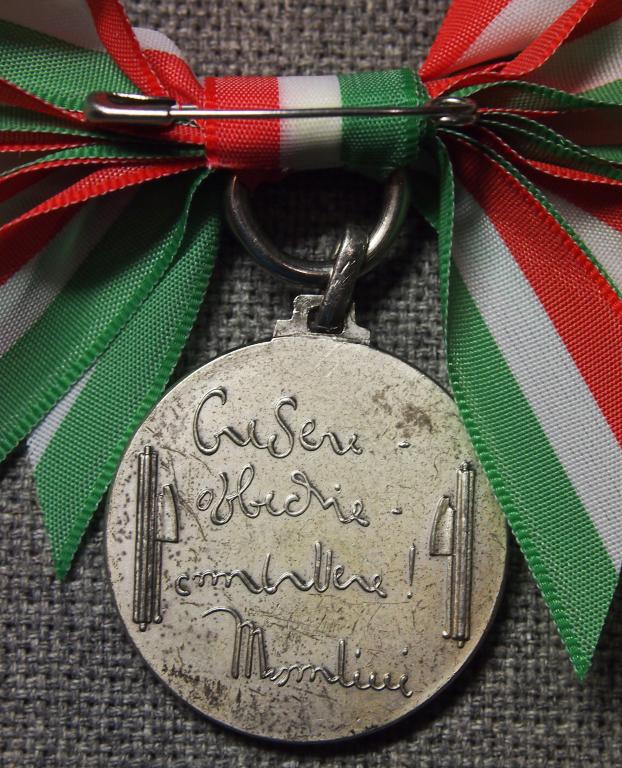 Credere -
obbedire -
combattere!
Mussolini